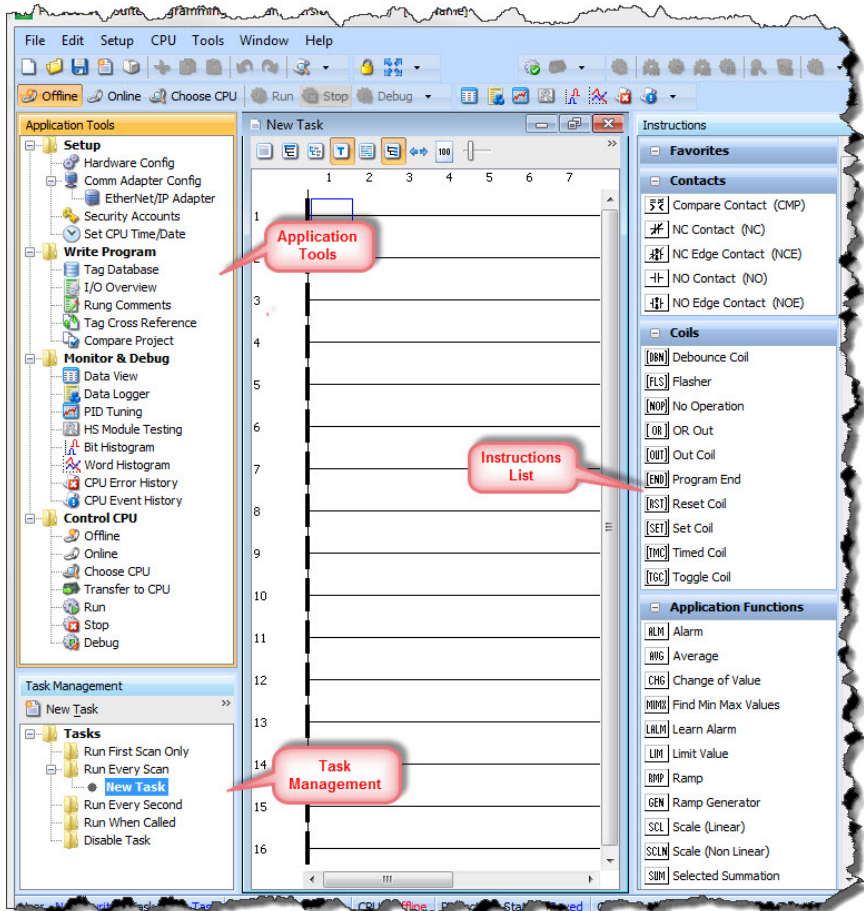 File Edit Setup CPU Tools Window Help
Offline Online Choose CPU Run Stop Debug
Application Tools
Setup
Hardware Config
Comm Adapter Config
EtherNet/IP Adapter
Security Accounts
Set CPU Time/Date
Write Program
Tag Database
I/O Overview
Rung Comments
Tag Cross Reference
Compare Project
Monitor & Debug
Data View
Data Logger
PID Tuning
HS Module Testing
Bit Histogram
Word Histogram
CPU Error History
CPU Event History
Control CPU
Offline
Online
Choose CPU
Transfer to CPU
Run
Stop
Debug
Task Management
New Task
Tasks
Run First Scan Only
Run Every Scan
New Task
Run Every Second
Run When Called
Disable Task
New Task
T 100
1 2 3 4 5 6 7
1
Application
Tools
3
4
5
6
7
Instructions
List
8
9
10
11
12
13
14
Task
Management
15
16
Instructions
Favorites
Contacts
Compare Contact (CMP)
NC Contact (NC)
NC Edge Contact (NCE)
NO Contact (NO)
NO Edge Contact (NOE)
Coils
[DBN] Debounce Coil
[FLS] Flasher
[NOP] No Operation
[OR] OR Out
[OUT] Out Coil
[END] Program End
[RST] Reset Coil
[SET] Set Coil
[TMC] Timed Coil
[TGC] Toggle Coil
Application Functions
ALM Alarm
AVG Average
CHG Change of Value
MIMX Find Min Max Values
LALM Learn Alarm
LIM Limit Value
RMP Ramp
GEN Ramp Generator
SCL Scale (Linear)
SCLN Scale (Non Linear)
SUM Selected Summation